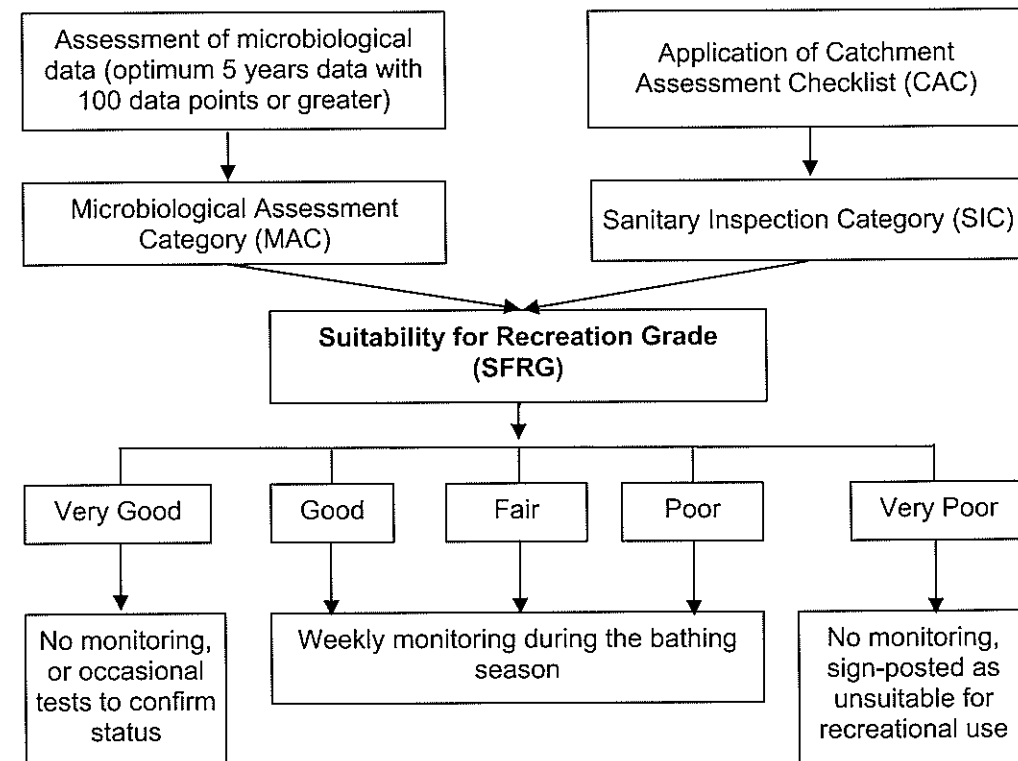 Assessment of microbiological
data (optimum 5 years data with
100 data points or greater)
Application of Catchment
Assessment Checklist (CAC)
Microbiological Assessment
Category (MAC)
Sanitary Inspection Category (SIC)
Suitability for Recreation Grade
(SFRG)
Very Good
Good
Fair
Poor
Very Poor
No monitoring,
or occasional
tests to confirm
status
Weekly monitoring during the bathing
season
No monitoring,
sign-posted as
unsuitable for
recreational use